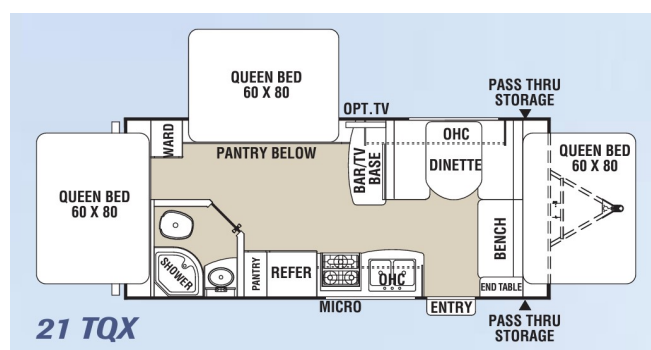 QUEEN BED
60 X 80
OPT.TV
PASS THRU
STORAGE
WARD
PANTRY BELOW
BAR/TV
BASE
OHC
DINETTE
QUEEN BED
60 X 80
QUEEN BED
60 X 80
BENCH
SHOWER
PANTRY
REFER
OHC
END TABLE
MICRO
ENTRY
PASS THRU
STORAGE
21 TQX